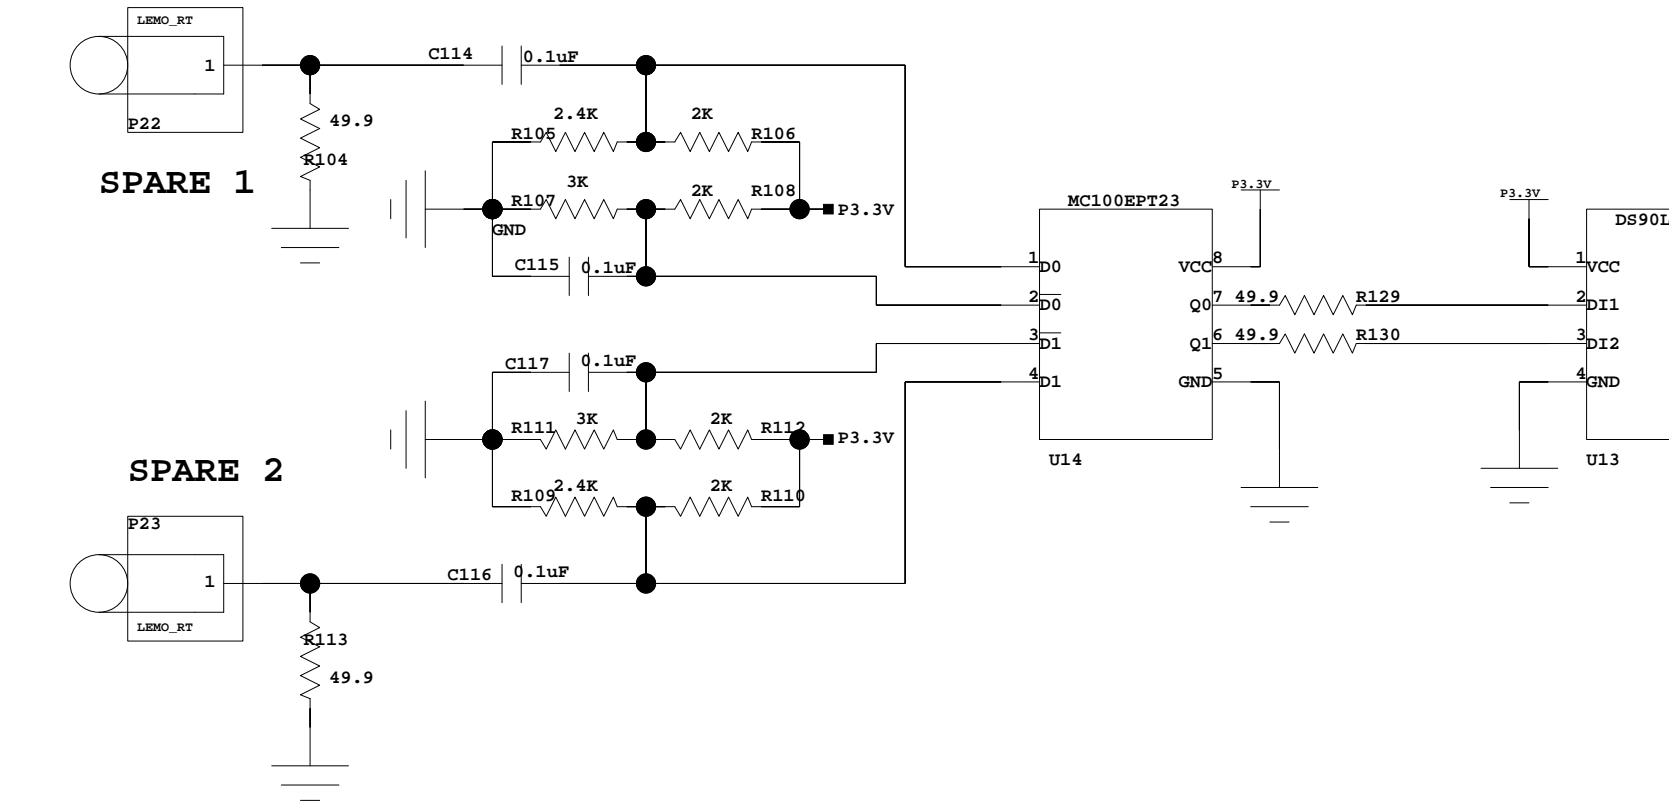 LEMO_RT
1
P22
49.9
R104
SPARE 1
C114 0.1uF
2.4K 2K
R105 R106
3K 2K
R107 R108
P3.3V
GND
C115 0.1uF
C117 0.1uF
3K 2K
R111 R112
P3.3V
2.4K 2K
R109 R110
SPARE 2
P23
1
LEMO_RT
C116 0.1uF
R113
49.9
MC100EPT23
1 D0
2 D0
3 D1
4 D1
VCC 8
Q0 7
Q1 6
GND 5
U14
P3.3V
49.9 R129
49.9 R130
P3.3V
DS90L
1 VCC
2 DI1
3 DI2
4 GND
U13